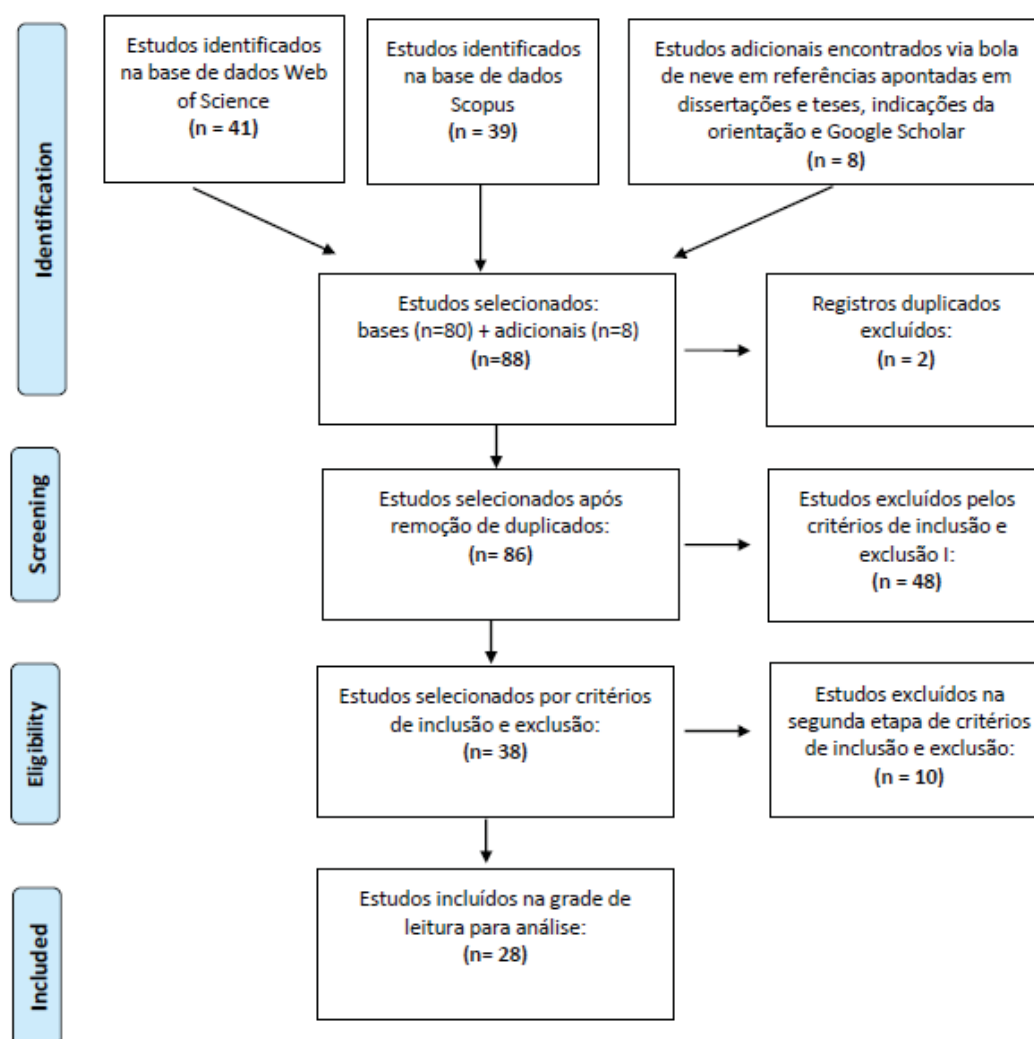 Identification
Estudos identificados
na base de dados Web
of Science
(n = 41)
Estudos identificados
na base de dados
Scopus
(n = 39)
Estudos adicionais encontrados via bola
de neve em referências apontadas em
dissertações e teses, indicações da
orientação e Google Scholar
(n = 8)
Estudos selecionados:
bases (n=80) + adicionais (n=8)
(n=88)
Registros duplicados
excluídos:
(n = 2)
Screening
Estudos selecionados após
remoção de duplicados:
(n= 86)
Estudos excluídos pelos
critérios de inclusão e
exclusão I:
(n = 48)
Eligibility
Estudos selecionados por critérios
de inclusão e exclusão:
(n= 38)
Estudos excluídos na
segunda etapa de critérios
de inclusão e exclusão:
(n = 10)
Included
Estudos incluídos na grade de
leitura para análise:
(n= 28)